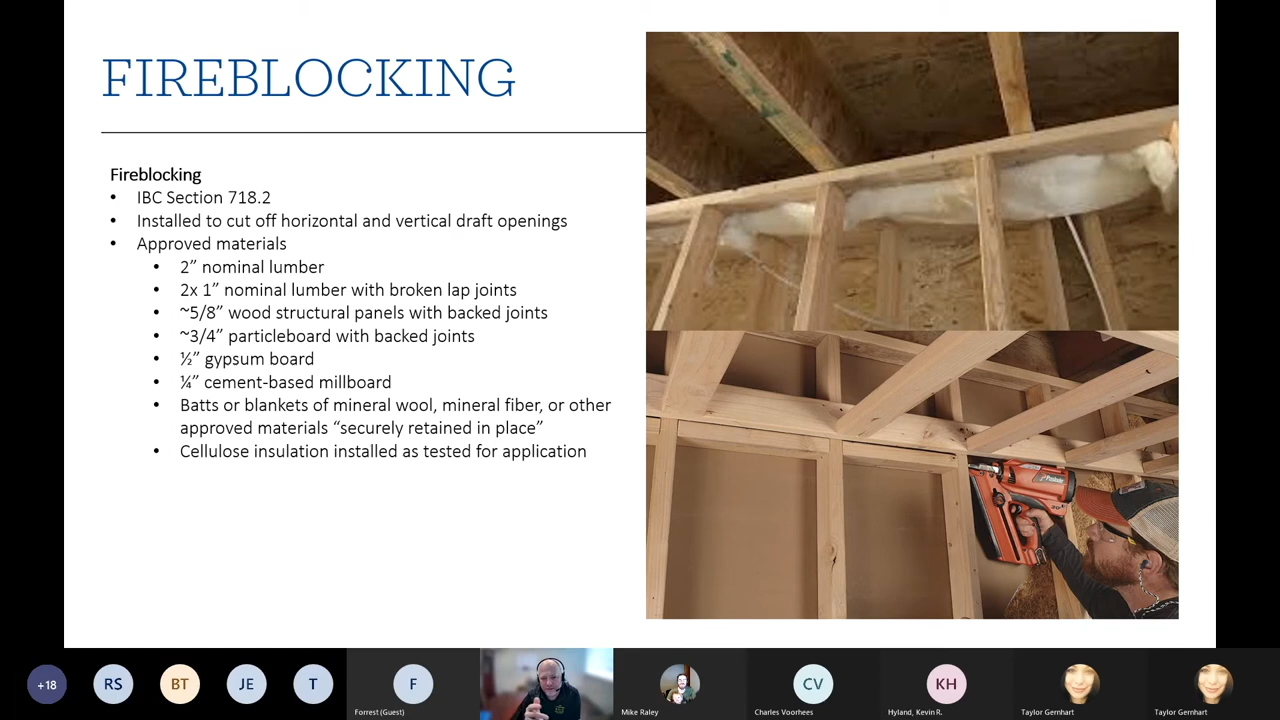 FIREBLOCKING
Fireblocking
• IBC Section 718.2
• Installed to cut off horizontal and vertical draft openings
• Approved materials
• 2” nominal lumber
• 2x 1” nominal lumber with broken lap joints
• ~5/8” wood structural panels with backed joints
• ~3/4” particleboard with backed joints
• ½” gypsum board
• ¼” cement-based millboard
• Batts or blankets of mineral wool, mineral fiber, or other
approved materials “securely retained in place”
• Cellulose insulation installed as tested for application
Paslode
+18
RS
BT
JE
T
F
Forrest (Guest)
Mike Raley
CV
Charles Voorhees
KH
Hyland, Kevin R.
Taylor Gernhart
Taylor Gernhart